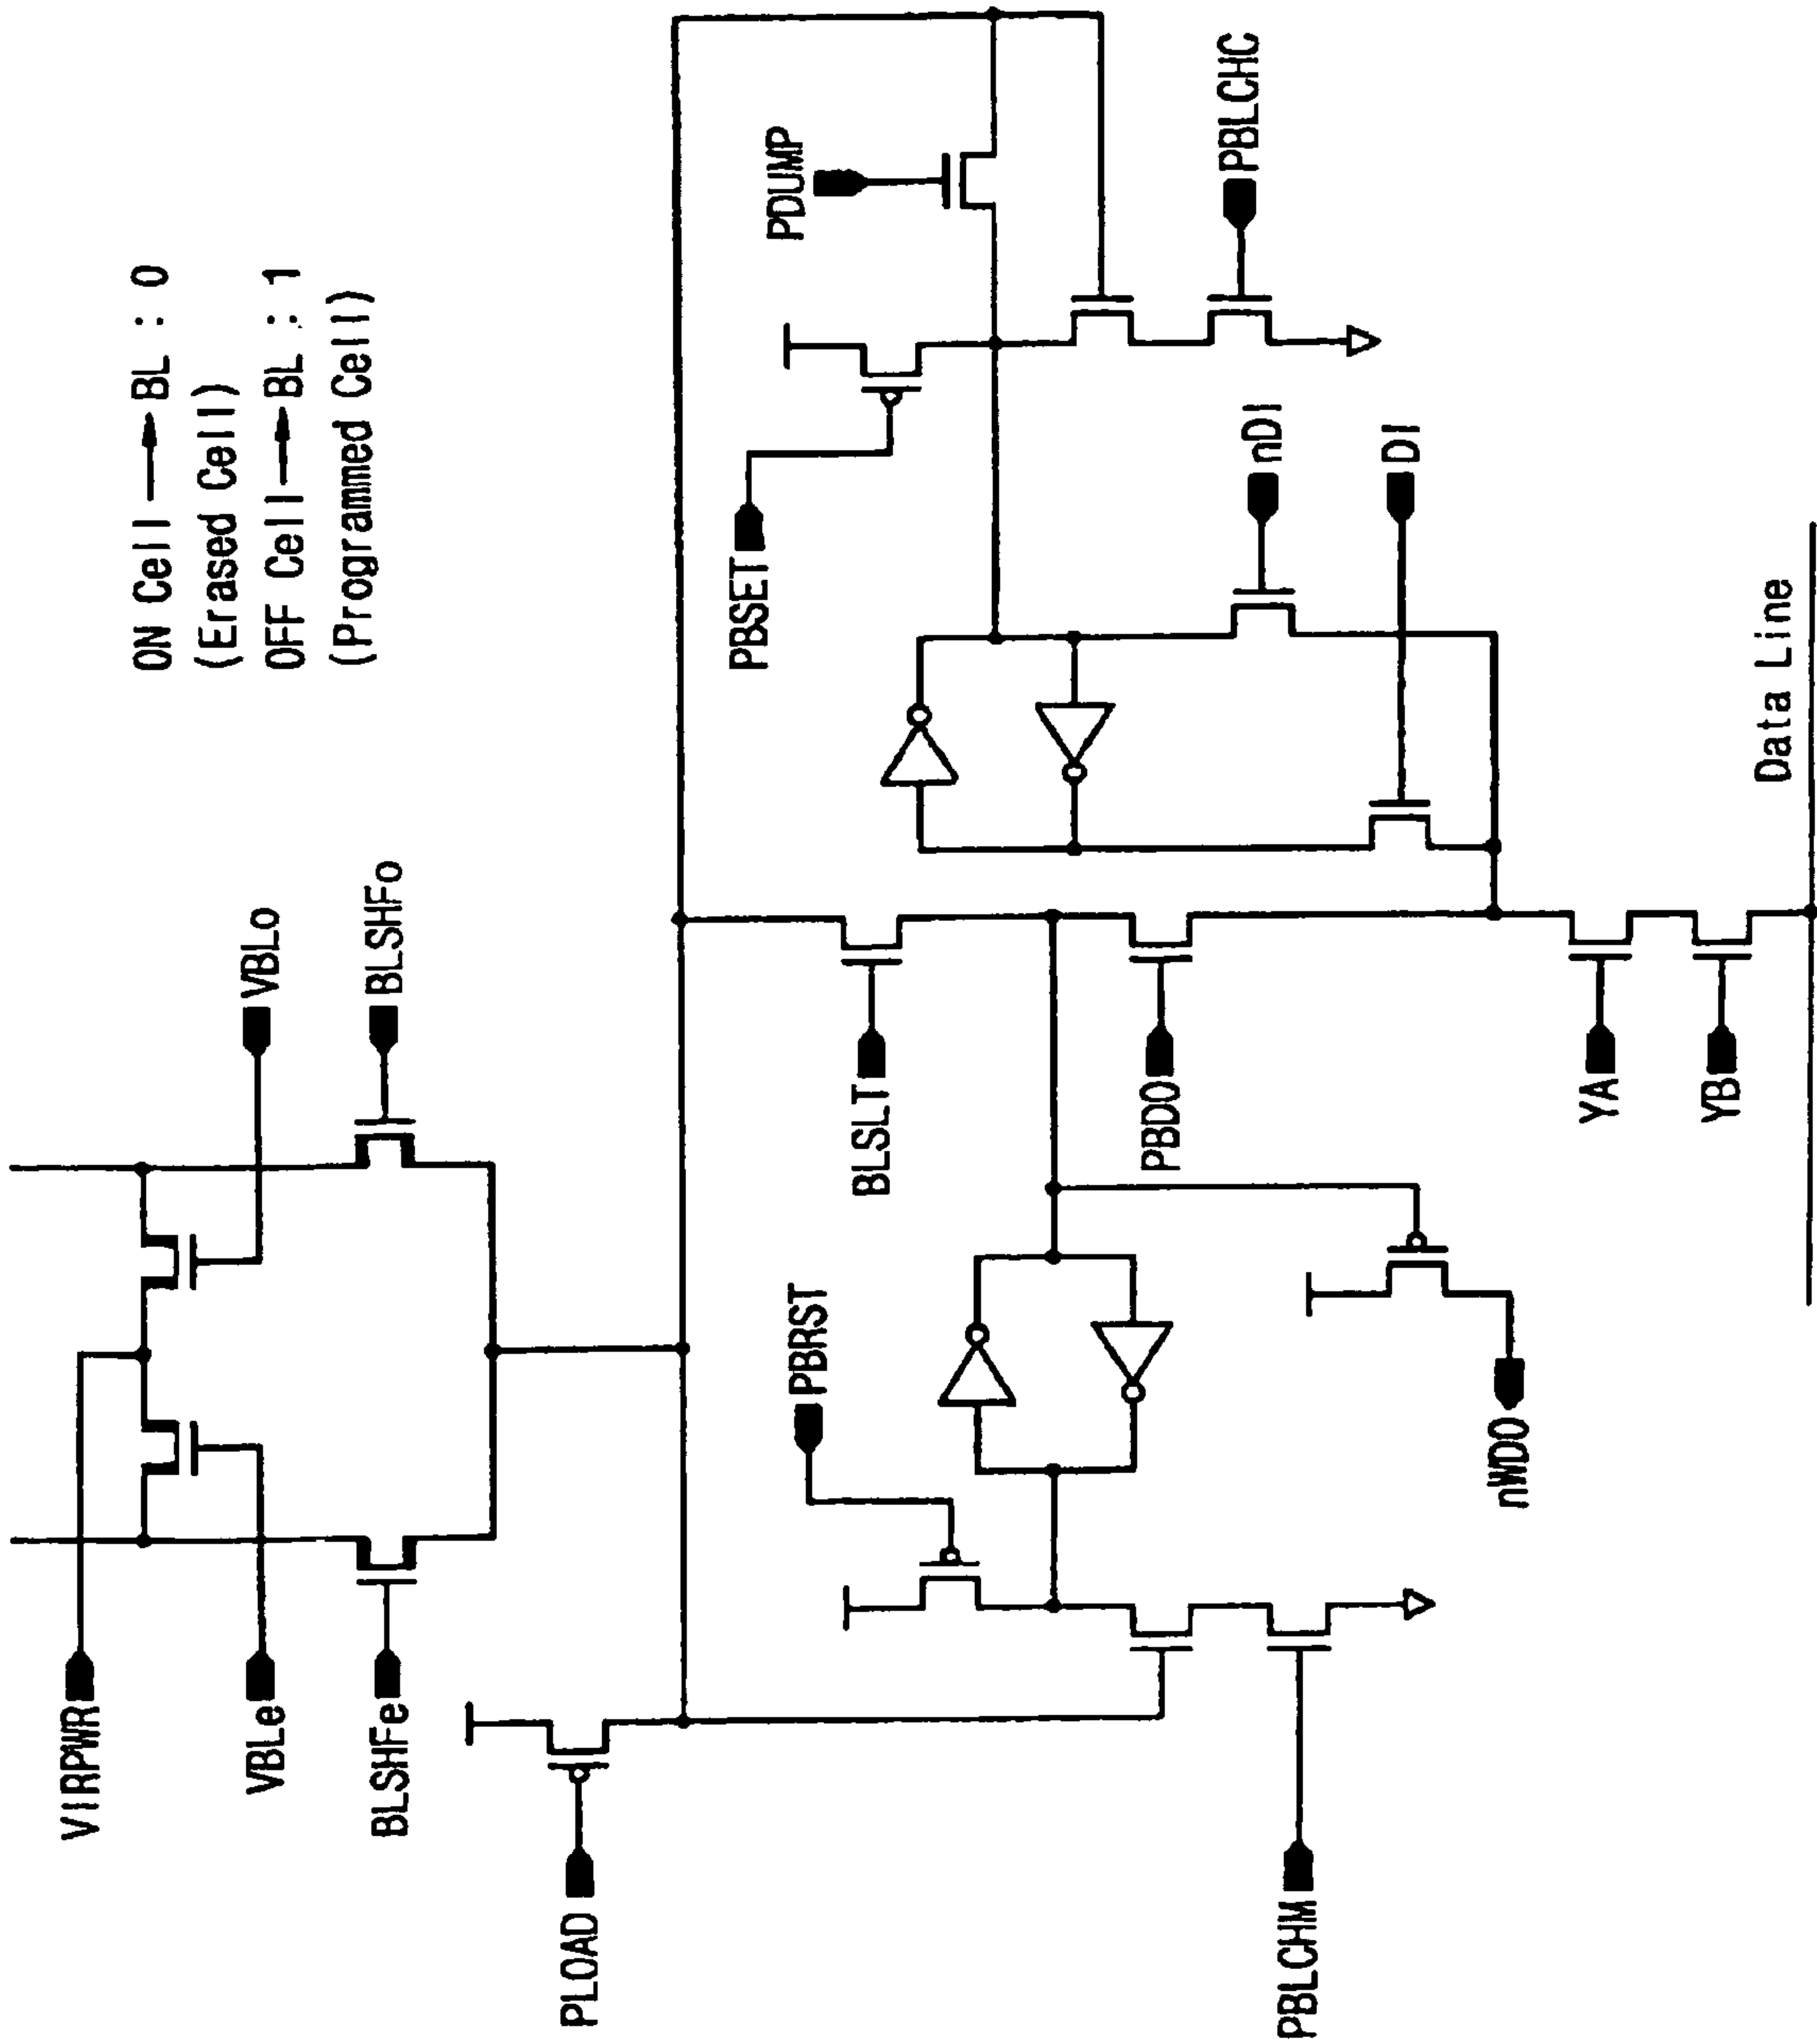 VIRPWR
VBLe
BLSHFe
VBLo
BLSHFo
ON Cell → BL : 0
(Erased Cell)
OFF Cell → BL : 1
(Programmed Cell)
PLOAD
PBLCHM
PBRST
nWDO
BLSLT
PBDO
YA
YB
PBSET
PDUMP
PBLCHC
nDI
DI
Data Line